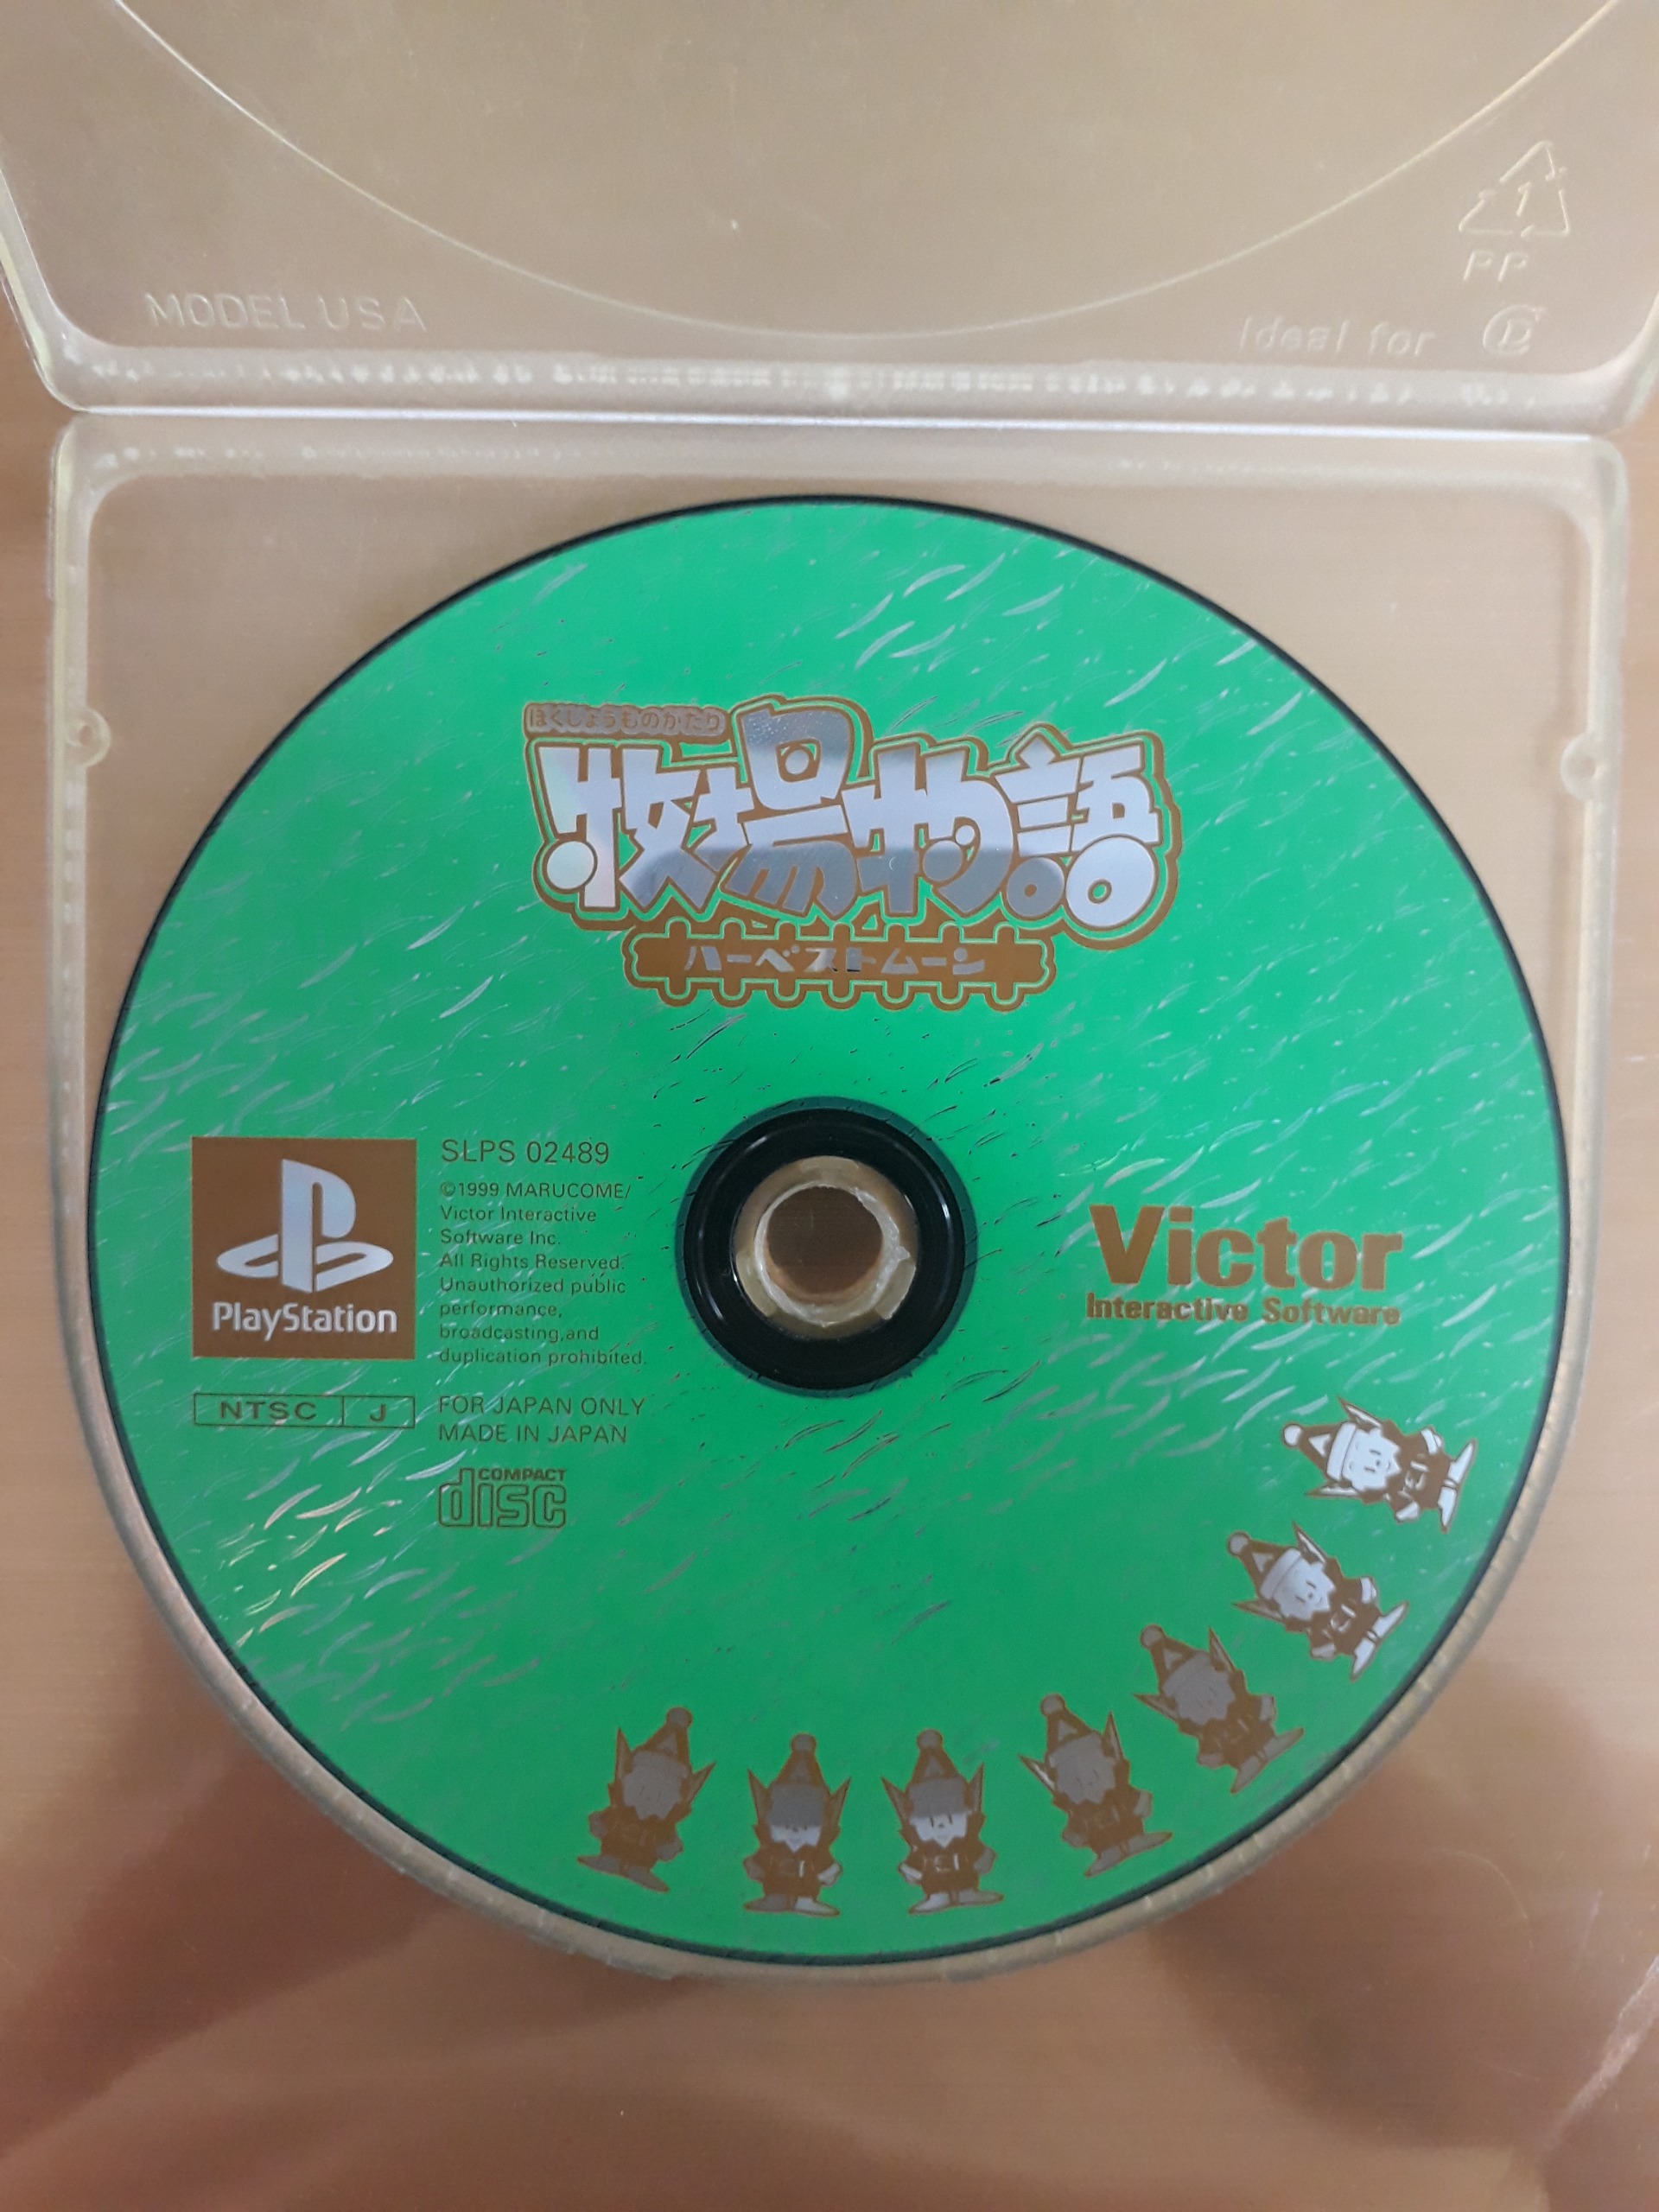 1
PP
MODEL USA
Ideal for CD
ぼくじょうものがたり
牧場物語
ハーベストムーン
PlayStation
NTSC J
SLPS 02489
©1999 MARUCOME/
Victor Interactive
Software Inc.
All Rights Reserved.
Unauthorized public
performance,
broadcasting,and
duplication prohibited.
FOR JAPAN ONLY
MADE IN JAPAN
COMPACT
disc
Victor
Interactive Software